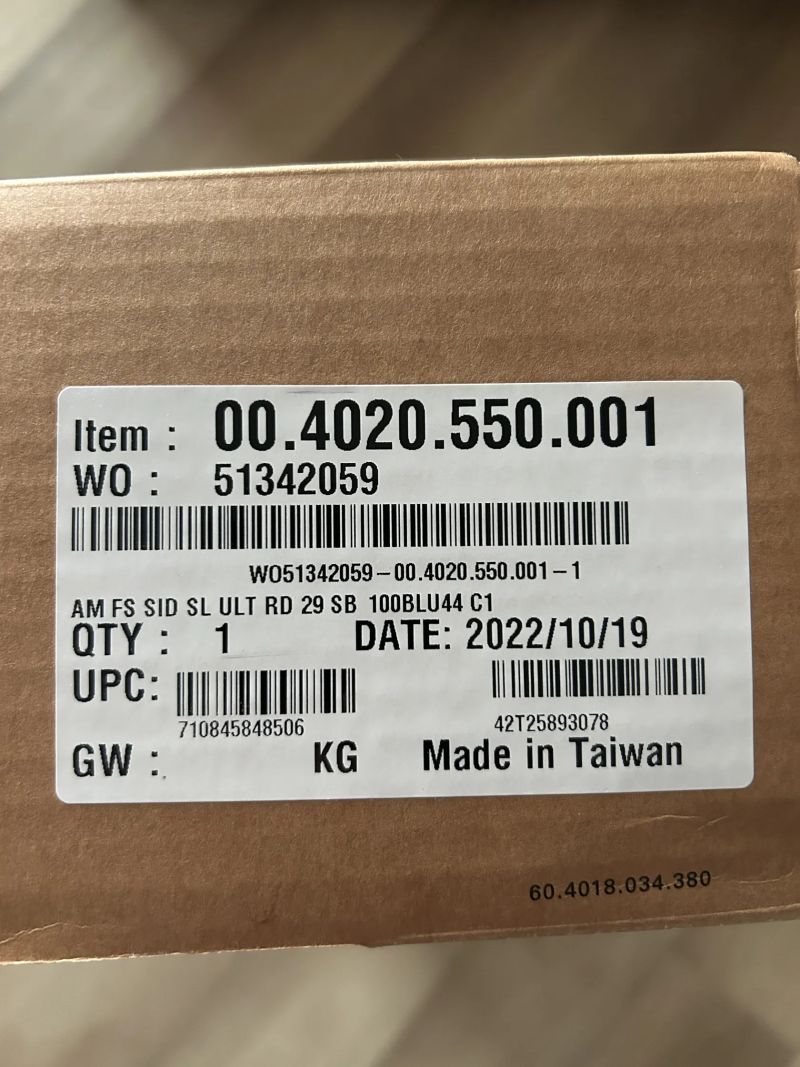 Item : 00.4020.550.001
WO : 51342059
WO51342059-00.4020.550.001-1
AM FS SID SL ULT RD 29 SB 100BLU44 C1
QTY : 1 DATE: 2022/10/19
UPC:
710845848506 42T25893078
GW : KG Made in Taiwan
60.4018.034.380